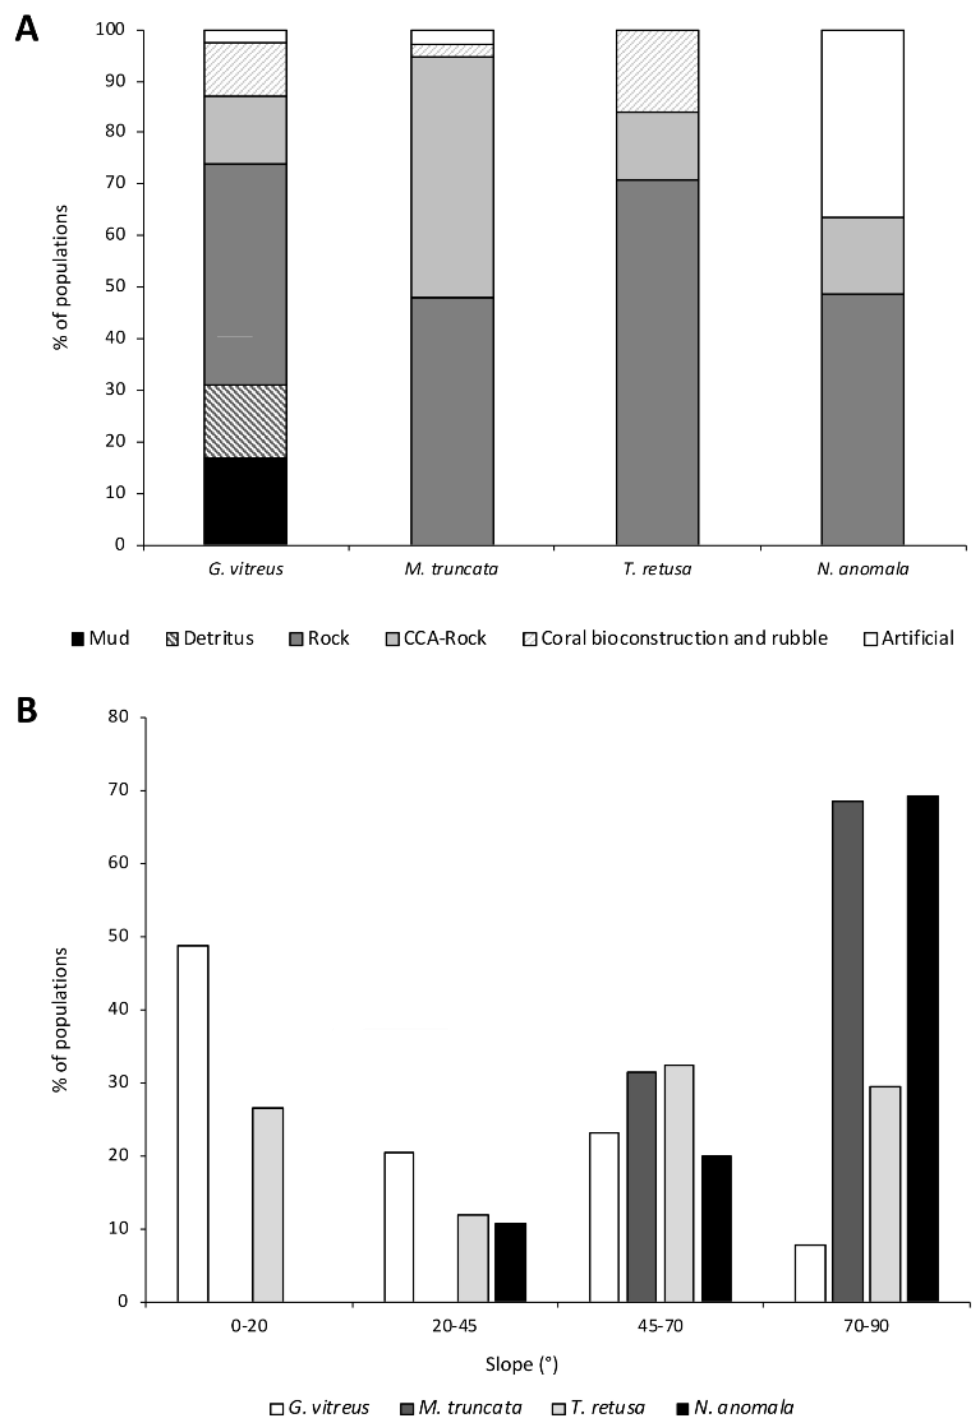 A
100
90
80
70
60
50
40
30
20
10
0
% of populations
G. vitreus M. truncata T. retusa N. anomala
Mud Detritus Rock CCA-Rock Coral bioconstruction and rubble Artificial
B
80
70
60
50
40
30
20
10
0
% of populations
0-20 20-45 45-70 70-90
Slope (°)
G. vitreus M. truncata T. retusa N. anomala